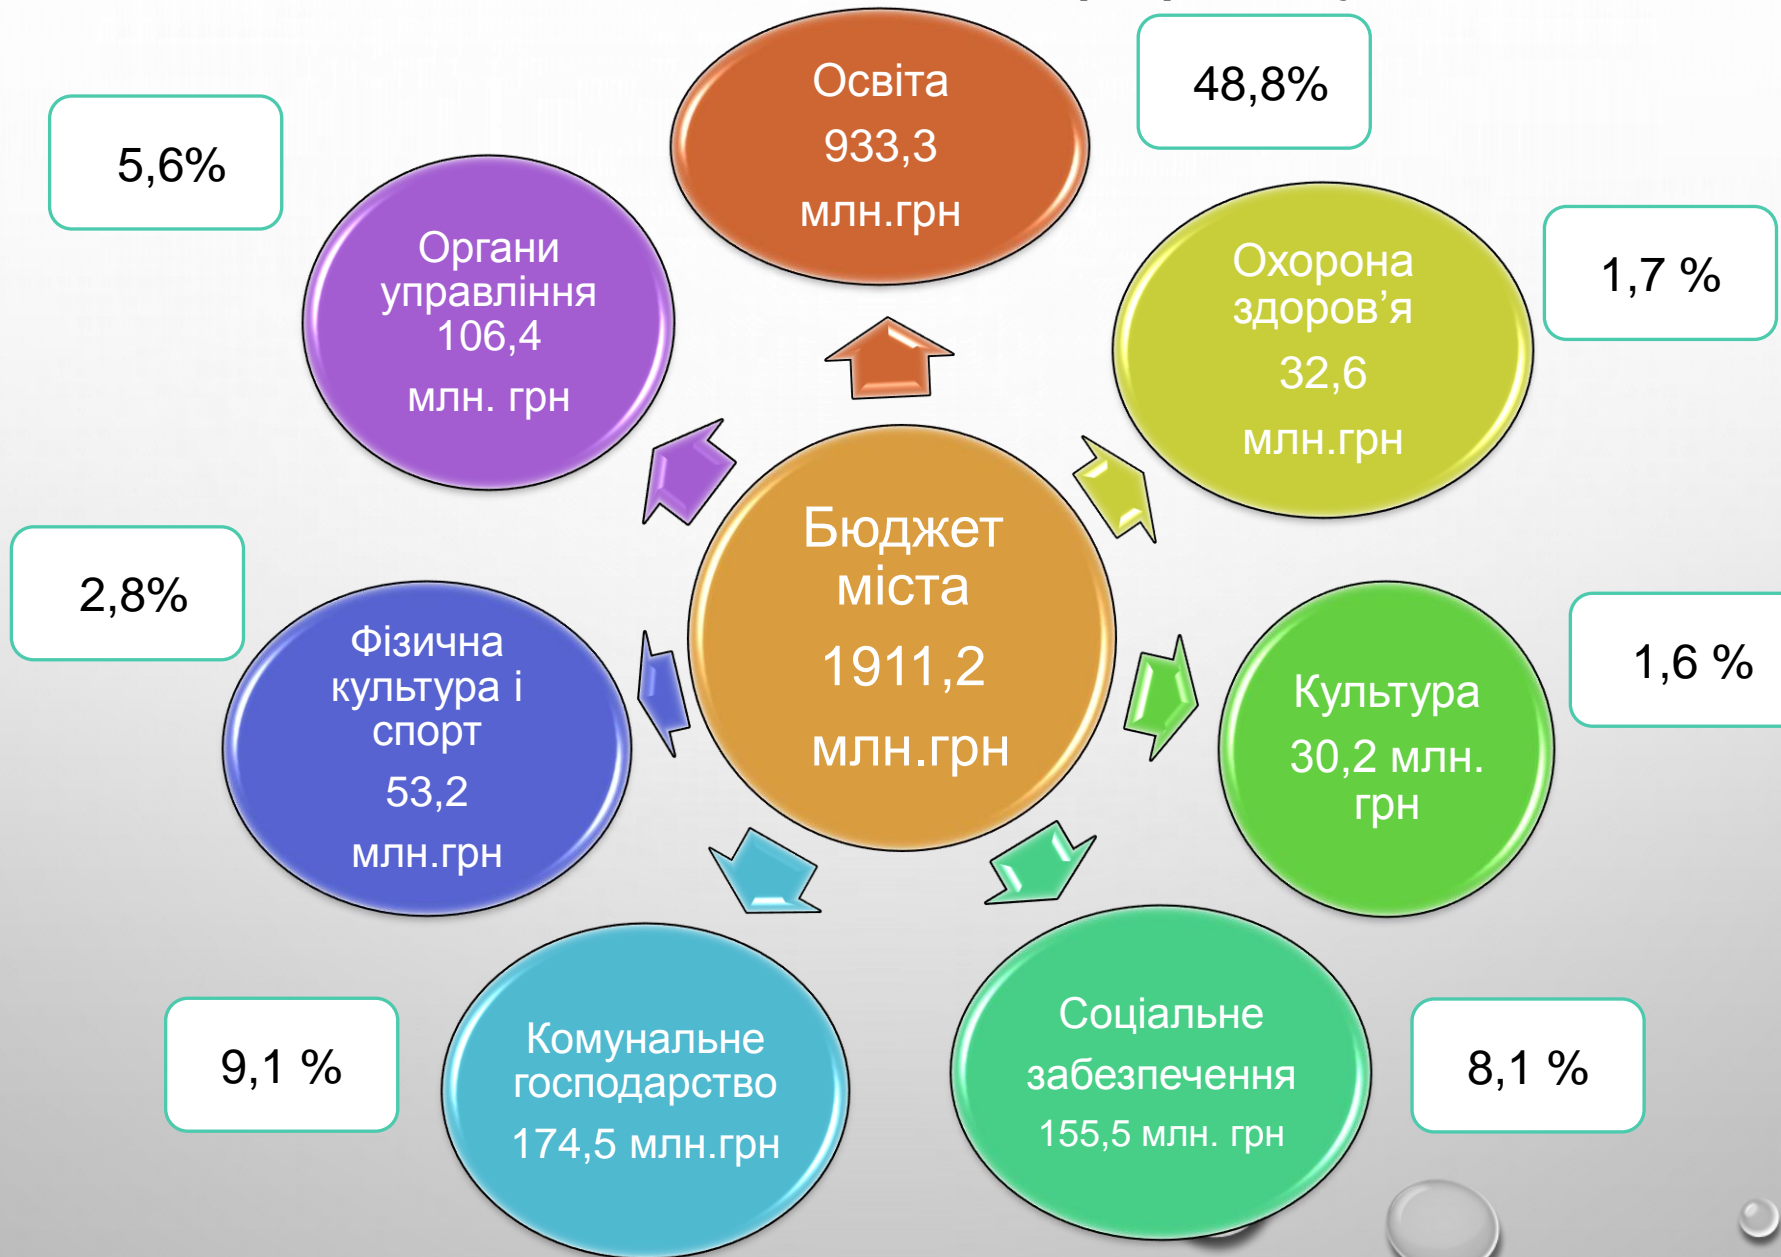 Освіта
933,3
млн.грн
48,8%
5,6%
Органи
управління
106,4
млн. грн
Охорона
здоров’я
32,6
млн.грн
1,7 %
Бюджет
міста
1911,2
млн.грн
2,8%
Фізична
культура і
спорт
53,2
млн.грн
Культура
30,2 млн.
грн
1,6 %
9,1 %
Комунальне
господарство
174,5 млн.грн
Соціальне
забезпечення
155,5 млн. грн
8,1 %